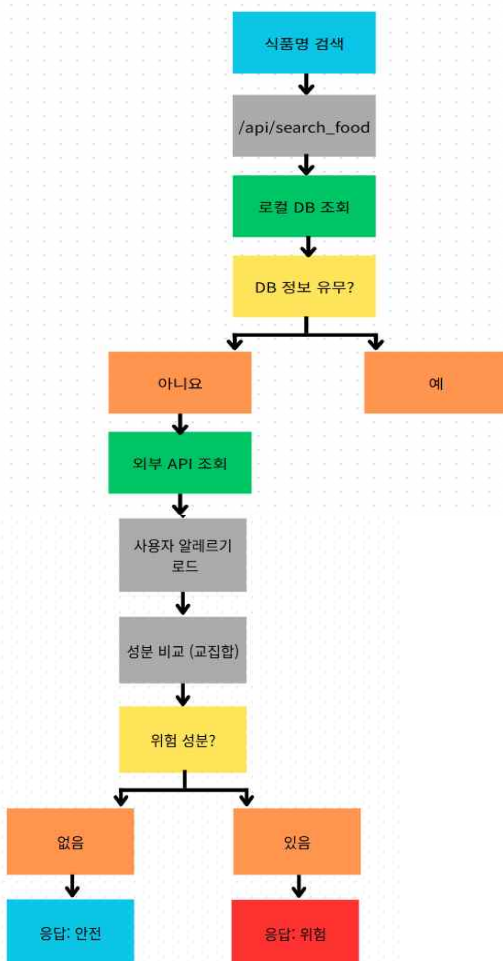 식품명 검색
/api/search_food
로컬 DB 조회
DB 정보 유무?
아니요
예
외부 API 조회
사용자 알레르기
로드
성분 비교 (교집합)
위험 성분?
없음
있음
응답: 안전
응답: 위험